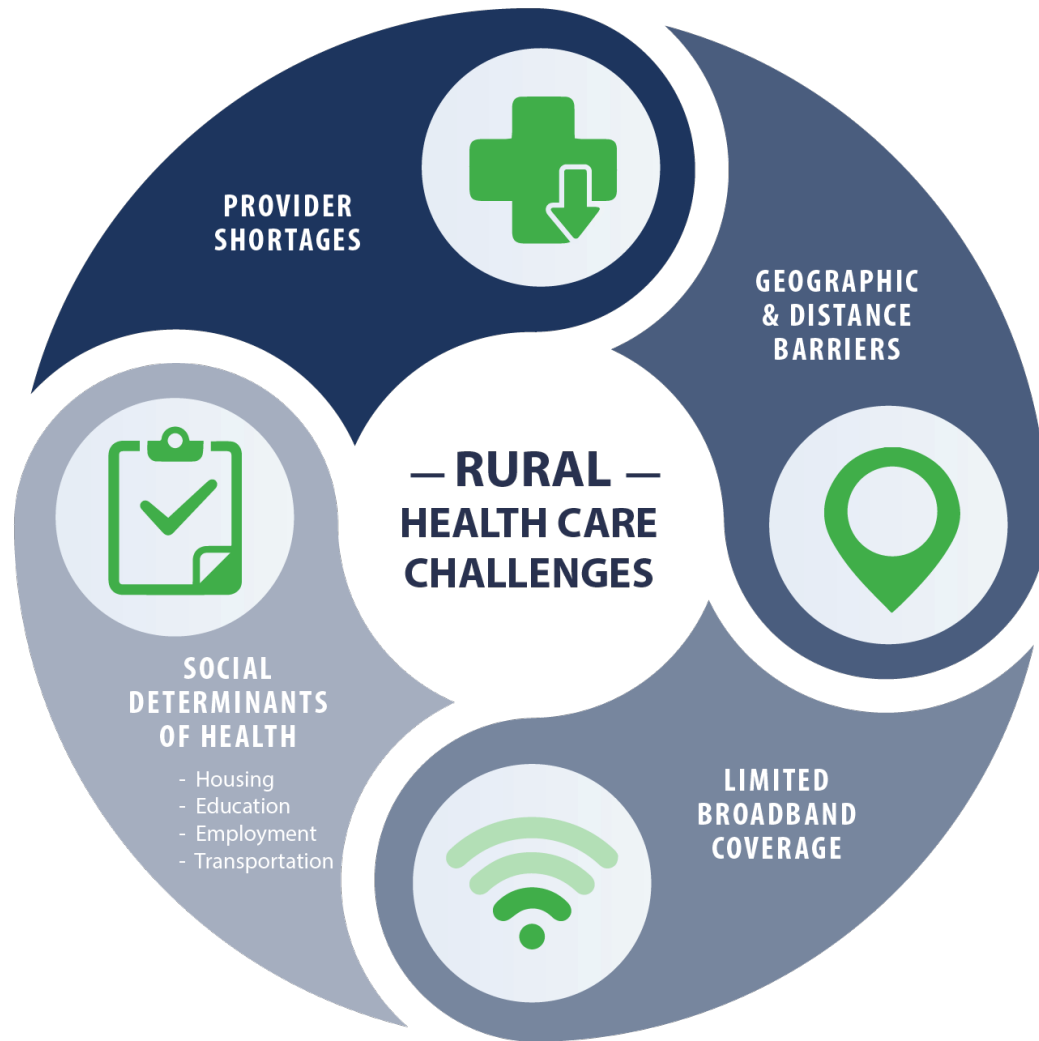 PROVIDER
SHORTAGES
GEOGRAPHIC
& DISTANCE
BARRIERS
— RURAL —
HEALTH CARE
CHALLENGES
SOCIAL
DETERMINANTS
OF HEALTH
- Housing
- Education
- Employment
- Transportation
LIMITED
BROADBAND
COVERAGE